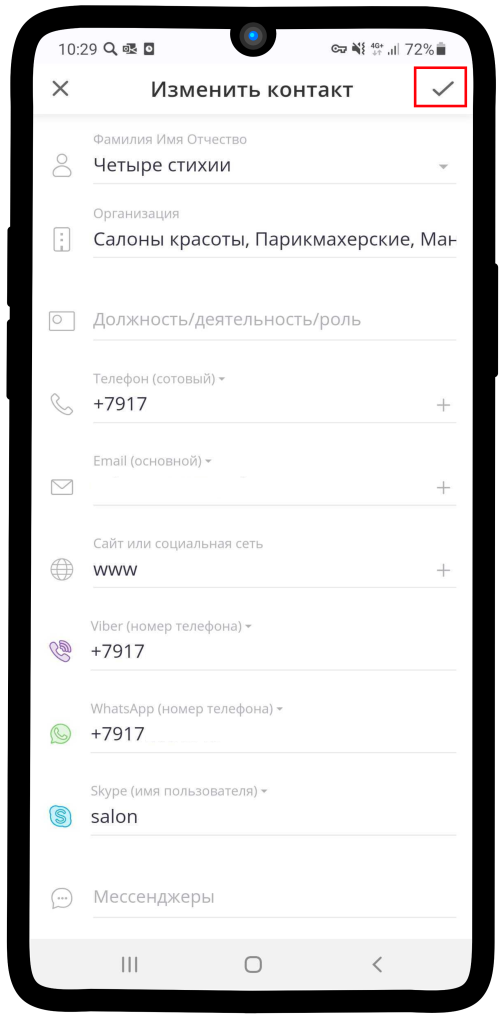 10:29 4G+ 72%
Изменить контакт
Фамилия Имя Отчество
Четыре стихии
Организация
Салоны красоты, Парикмахерские, Ман
Должность/деятельность/роль
Телефон (сотовый)
+7917
Email (основной)
Сайт или социальная сеть
www
Viber (номер телефона)
+7917
WhatsApp (номер телефона)
+7917
Skype (имя пользователя)
salon
Мессенджеры